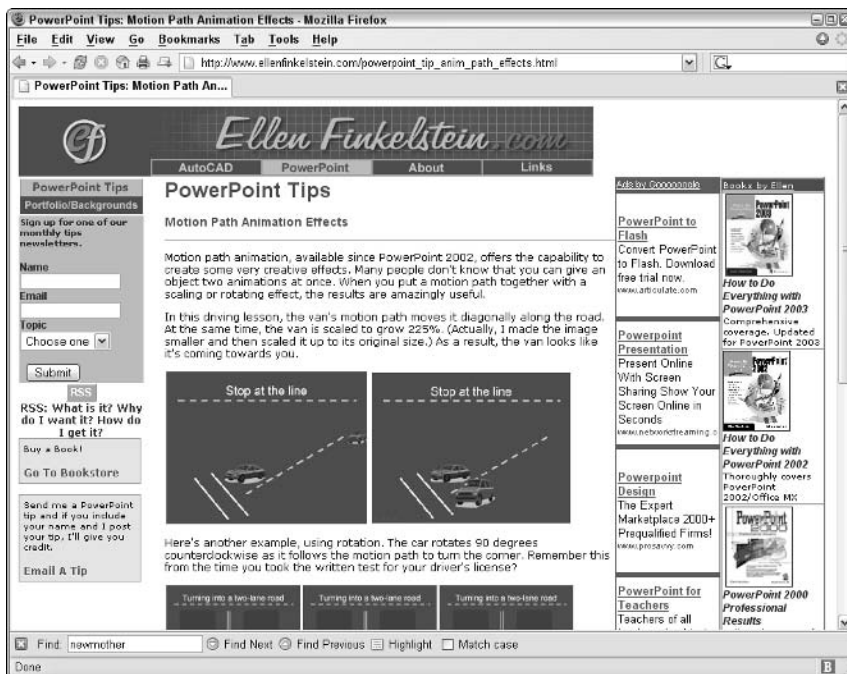 PowerPoint Tips: Motion Path Animation Effects - Mozilla Firefox
File Edit View Go Bookmarks Tab Tools Help
http://www.ellenfinkelstein.com/powerpoint_tip_anim_path_effects.html
G
PowerPoint Tips: Motion Path An...
ef
Ellen Finkelstein.com
AutoCAD PowerPoint About Links
PowerPoint Tips
Portfolio/Backgrounds
Sign up for one of our
monthly tips
newsletters.
Name
Email
Topic
Choose one
Submit
RSS
RSS: What is it? Why
do I want it? How do
I get it?
Buy a Book!
Go To Bookstore
Send me a PowerPoint
tip and if you include
your name and I post
your tip, I'll give you
credit.
Email A Tip
PowerPoint Tips
Motion Path Animation Effects
Motion path animation, available since PowerPoint 2002, offers the capability to
create some very creative effects. Many people don't know that you can give an
object two animations at once. When you put a motion path together with a
scaling or rotating effect, the results are amazingly useful.
In this driving lesson, the van's motion path moves it diagonally along the road.
At the same time, the van is scaled to grow 225%. (Actually, I made the image
smaller and then scaled it up to its original size.) As a result, the van looks like
it's coming towards you.
Stop at the line
Stop at the line
Here's another example, using rotation. The car rotates 90 degrees
counterclockwise as it follows the motion path to turn the corner. Remember this
from the time you took the written test for your driver's license?
Turning into a two-lane road
Turning into a two-lane road
Turning into a two-lane road
Ads by Goooooogle
PowerPoint to
Flash
Convert PowerPoint
to Flash. Download
free trial now.
www.articulate.com
Powerpoint
Presentation
Present Online
With Screen
Sharing Show Your
Screen Online in
Seconds
Powerpoint
Design
The Expert
Marketplace 2000+
Prequalified Firms!
www.prosavvy.com
PowerPoint for
Teachers
Teachers of all
Books by Ellen
PowerPoint
2003
How to Do
Everything with
PowerPoint 2003
Comprehensive
coverage. Updated
for PowerPoint 2003
PowerPoint
How to Do
Everything with
PowerPoint 2002
Thoroughly covers
PowerPoint
2002/Office MX
PowerPoint
2000
PowerPoint 2000
Professional
Results
Find: newmother Find Next Find Previous Highlight Match case
Done
B